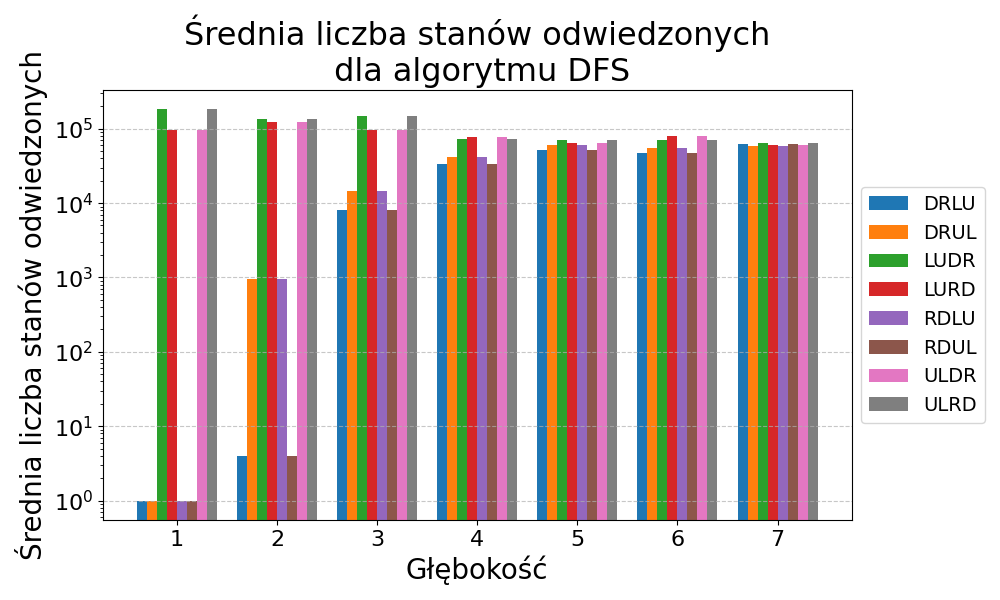 Średnia liczba stanów odwiedzonych
dla algorytmu DFS
Średnia liczba stanów odwiedzonych
10⁵
10⁴
10³
10²
10¹
10⁰
1 2 3 4 5 6 7
Głębokość
DRLU
DRUL
LUDR
LURD
RDLU
RDUL
ULDR
ULRD